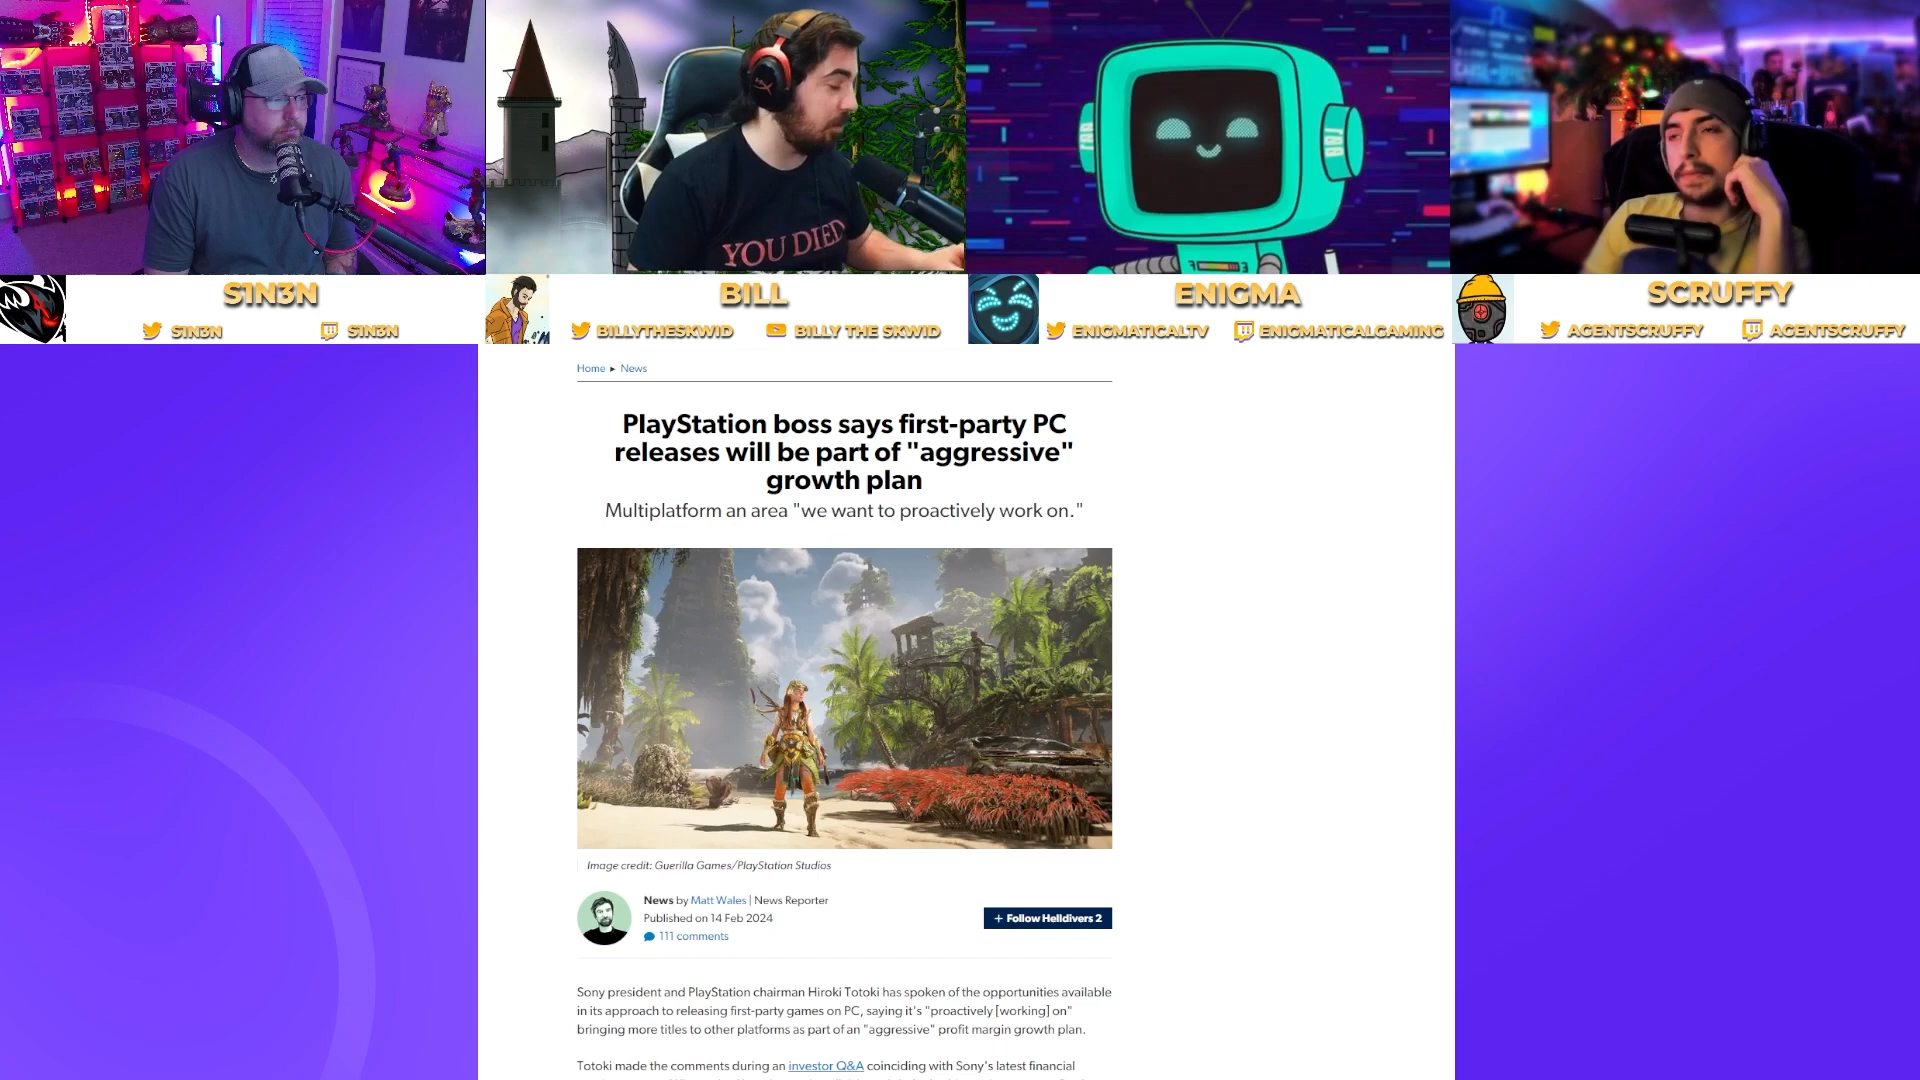 YOU DIED
S1N3N
S1N3N
S1N3N
BILL
BILLYTHESKWID
BILLY THE SKWID
ENIGMA
ENIGMATICALTV
ENIGMATICALGAMING
SCRUFFY
AGENTSCRUFFY
AGENTSCRUFFY
Home ▸ News
PlayStation boss says first-party PC
releases will be part of "aggressive"
growth plan
Multiplatform an area "we want to proactively work on."
Image credit: Guerilla Games/PlayStation Studios
News by Matt Wales | News Reporter
Published on 14 Feb 2024
111 comments
+ Follow Helldivers 2
Sony president and PlayStation chairman Hiroki Totoki has spoken of the opportunities available
in its approach to releasing first-party games on PC, saying it's "proactively [working] on"
bringing more titles to other platforms as part of an "aggressive" profit margin growth plan.
Totoki made the comments during an investor Q&A coinciding with Sony's latest financial